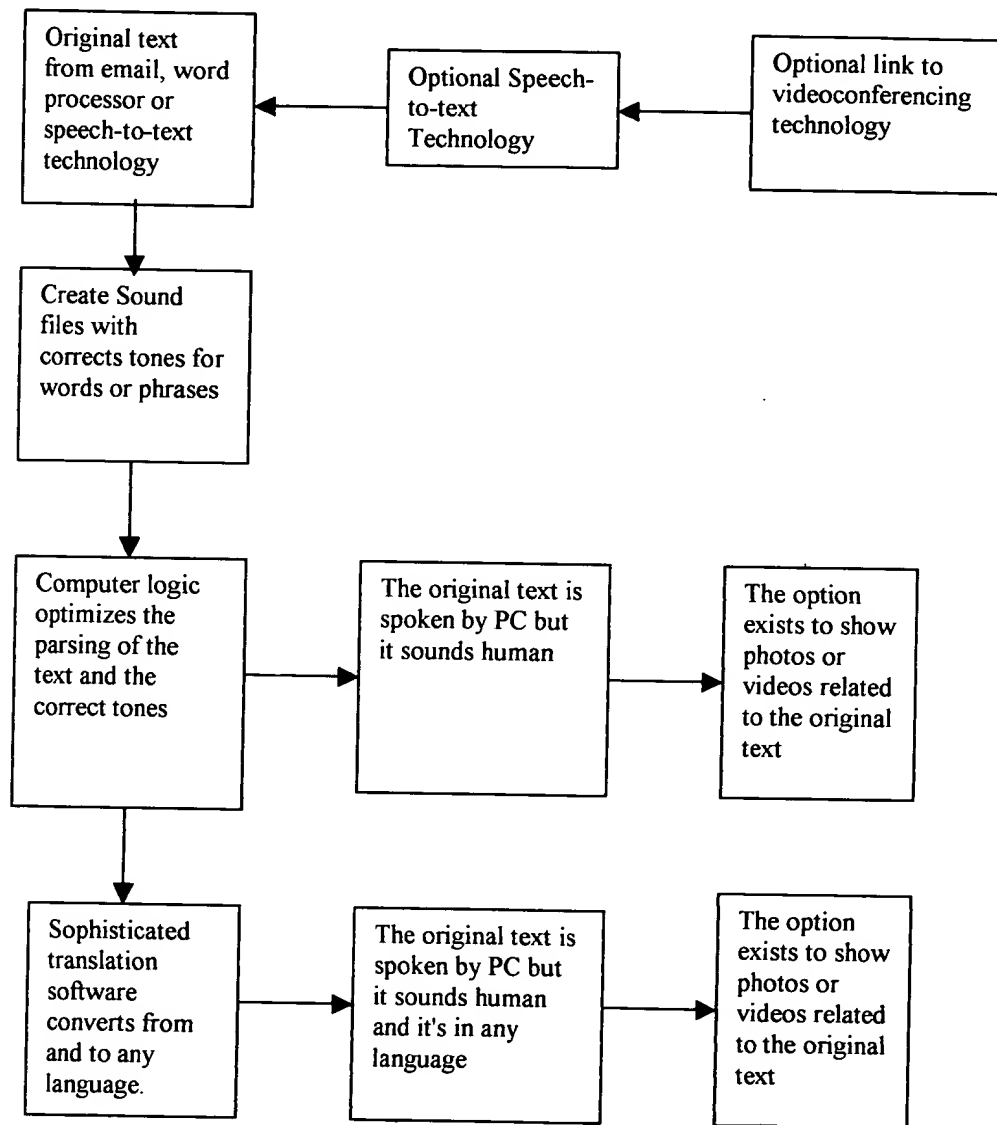 Original text
from email, word
processor or
speech-to-text
technology
Optional Speech-
to-text
Technology
Optional link to
videoconferencing
technology
Create Sound
files with
corrects tones for
words or phrases
Computer logic
optimizes the
parsing of the
text and the
correct tones
The original text is
spoken by PC but
it sounds human
The option
exists to show
photos or
videos related
to the original
text
Sophisticated
translation
software
converts from
and to any
language.
The original text is
spoken by PC but
it sounds human
and it's in any
language
The option
exists to show
photos or
videos related
to the original
text